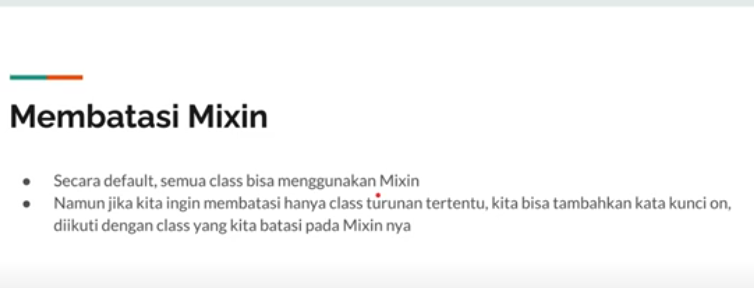 Membatasi Mixin
● Secara default, semua class bisa menggunakan Mixin
● Namun jika kita ingin membatasi hanya class turunan tertentu, kita bisa tambahkan kata kunci on,
diikuti dengan class yang kita batasi pada Mixin nya